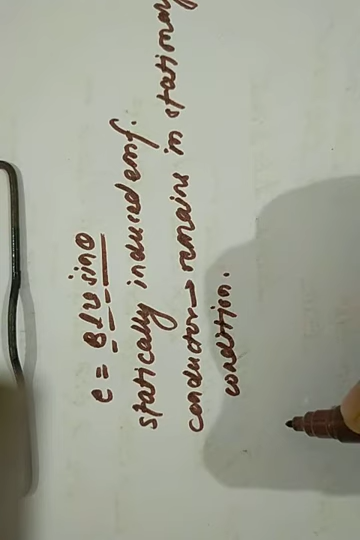 e = Blv sinθ
statically induced emf.
conductor → remains in stationary
condition.